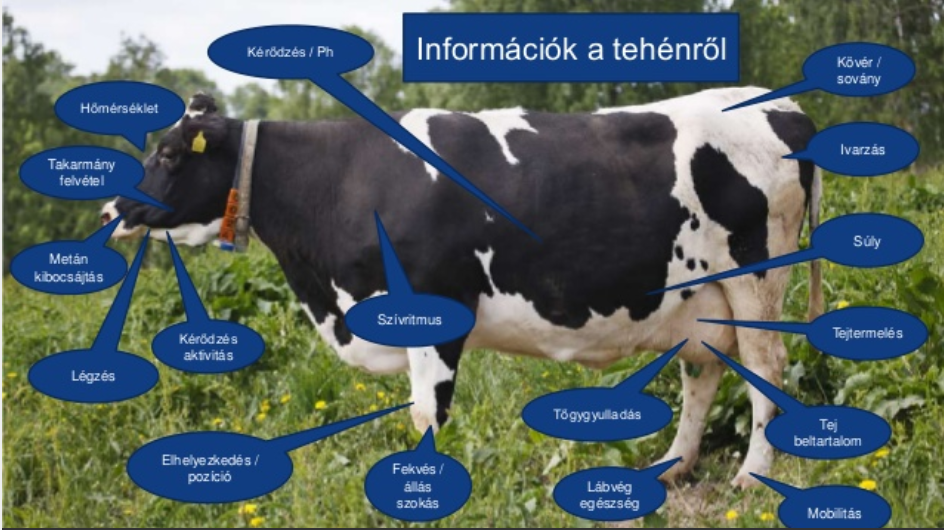 Információk a tehénről
Kérődzés / Ph
Kövér /
sovány
Hőmérséklet
Ivarzás
Takarmány
felvétel
Súly
Metán
kibocsájtás
Szívritmus
Kérődzés
aktivitás
Tejtermelés
Légzés
Tőgygyulladás
Tej
beltartalom
Elhelyezkedés /
pozíció
Fekvés /
állás
szokás
Lábvég
egészség
Mobilitás